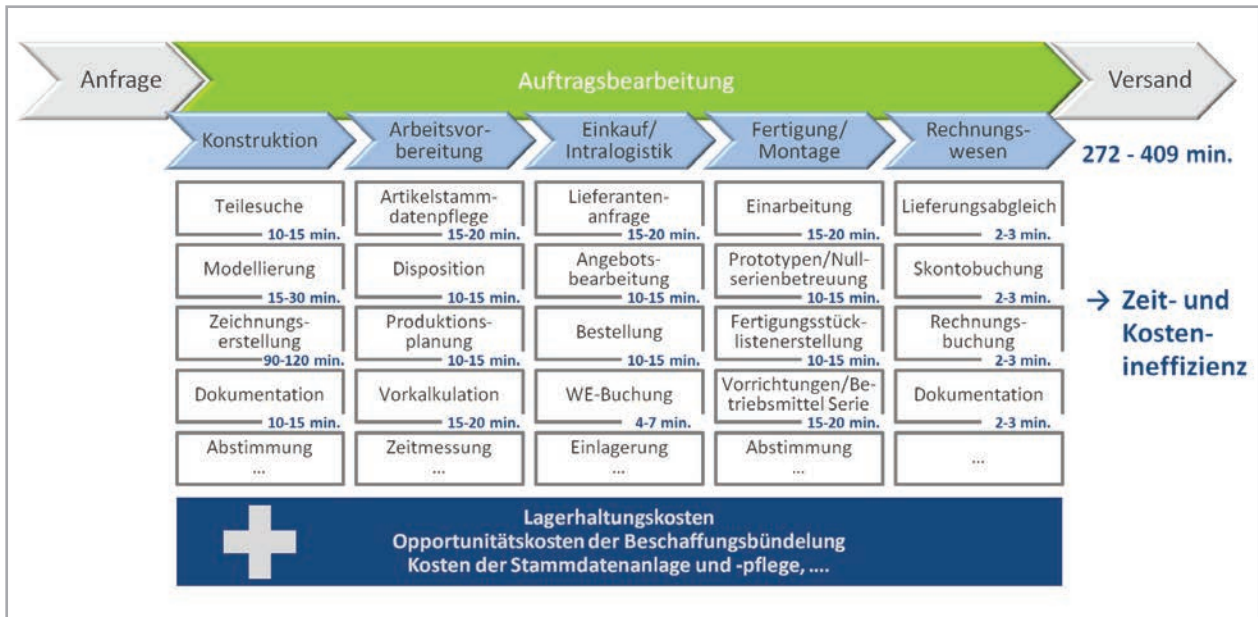 Anfrage
Auftragsbearbeitung
Versand
Konstruktion
Arbeitsvor-
bereitung
Einkauf/
Intralogistik
Fertigung/
Montage
Rechnungs-
wesen
272 - 409 min.
Teilesuche
10-15 min.
Modellierung
15-30 min.
Zeichnungs-
erstellung
90-120 min.
Dokumentation
10-15 min.
Abstimmung
...
Artikelstamm-
datenpflege
15-20 min.
Disposition
10-15 min.
Produktions-
planung
10-15 min.
Vorkalkulation
15-20 min.
Zeitmessung
...
Lieferanten-
anfrage
15-20 min.
Angebots-
bearbeitung
10-15 min.
Bestellung
10-15 min.
WE-Buchung
4-7 min.
Einlagerung
...
Einarbeitung
15-20 min.
Prototypen/Null-
serienbetreuung
10-15 min.
Fertigungsstück-
listenerstellung
10-15 min.
Vorrichtungen/Be-
triebsmittel Serie
15-20 min.
Abstimmung
...
Lieferungsabgleich
2-3 min.
Skontobuchung
2-3 min.
Rechnungs-
buchung
2-3 min.
Dokumentation
2-3 min.
...
→ Zeit- und
Kosten-
ineffizienz
Lagerhaltungskosten
Opportunitätskosten der Beschaffungsbündelung
Kosten der Stammdatenanlage und -pflege, ....